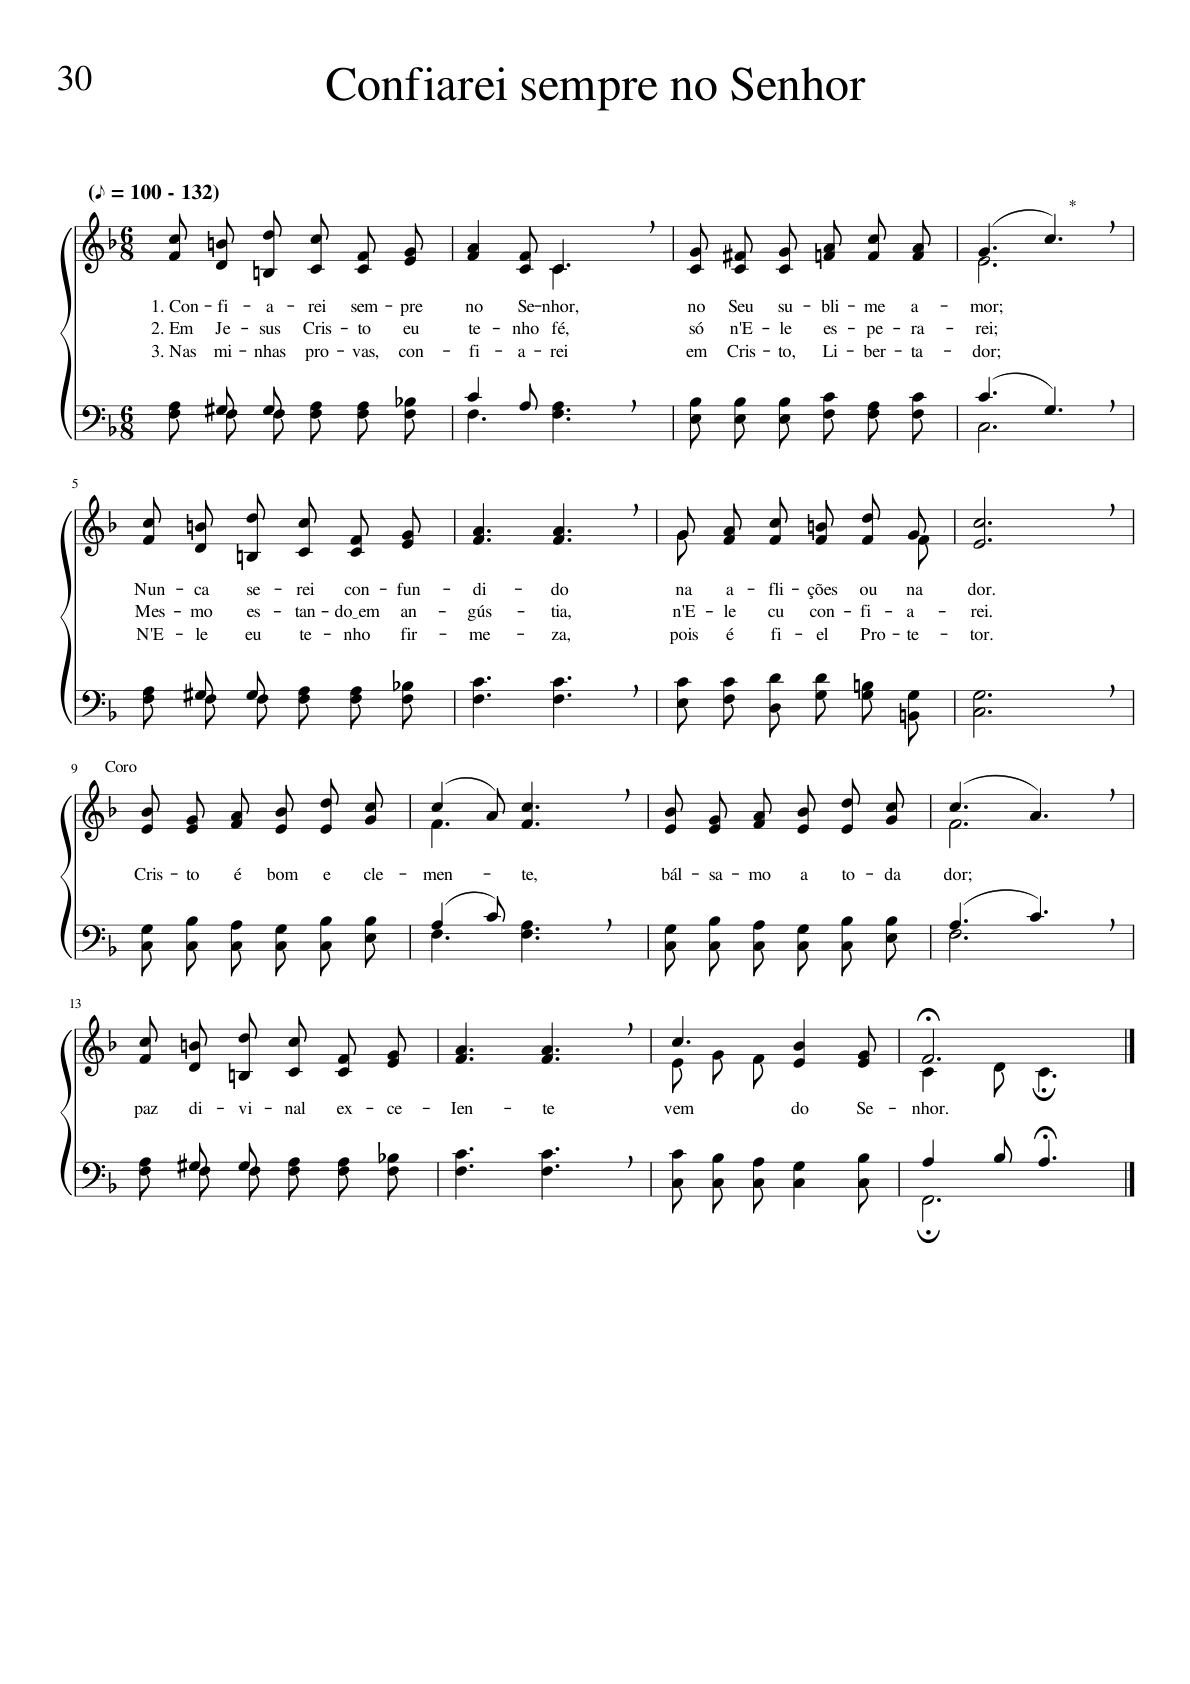 30
Confiarei sempre no Senhor
(♪ = 100 - 132)
*
1. Con – fi – a – rei sem – pre no Se – nhor, no Seu su – bli – me a – mor;
2. Em Je – sus Cris – to eu te – nho fé, só n'E – le es – pe – ra – rei;
3. Nas mi – nhas pro – vas, con – fi – a – rei em Cris – to, Li – ber – ta – dor;
5
Nun – ca se – rei con – fun – di – do na a – fli – ções ou na dor.
Mes – mo es – tan – do_em an – gús – tia, n'E – le cu con – fi – a – rei.
N'E – le eu te – nho fir – me – za, pois é fi – el Pro – te – tor.
9
Coro
Cris – to é bom e cle – men – te, bál – sa – mo a to – da dor;
13
paz di – vi – nal ex – ce – Ien – te vem do Se – nhor.